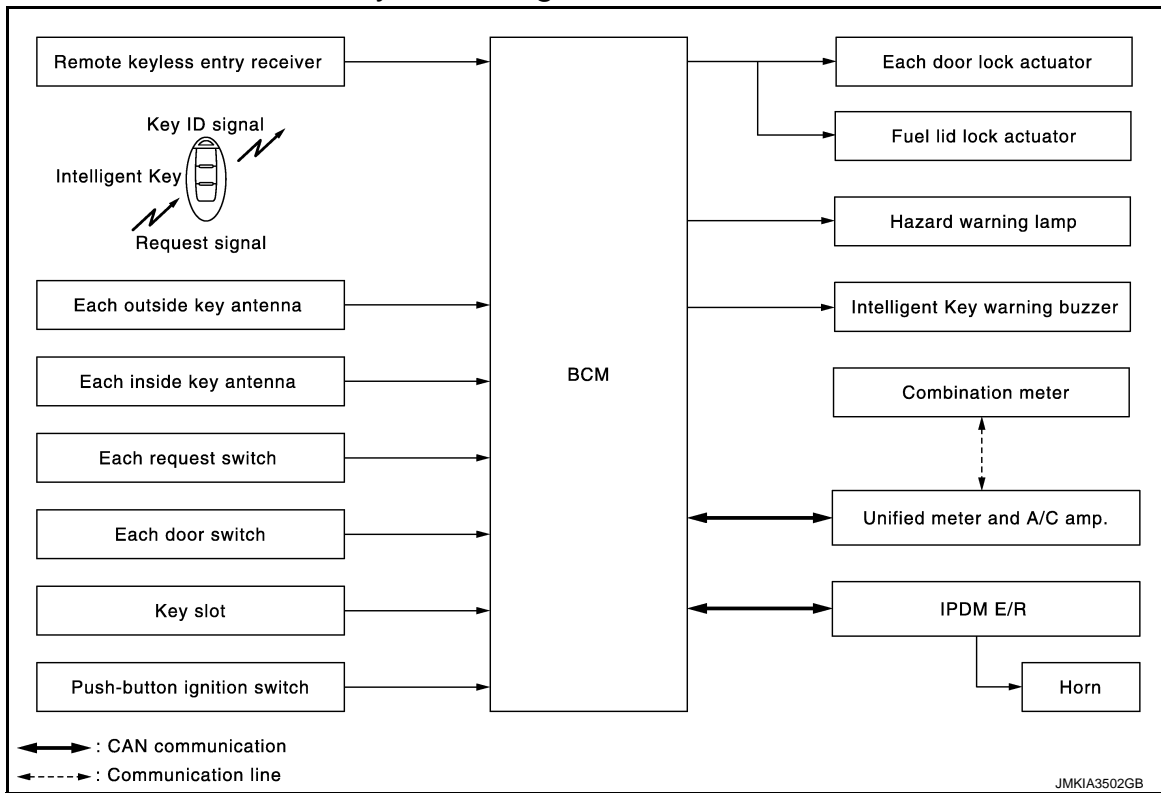 Remote keyless entry receiver
Key ID signal
Intelligent Key
Request signal
Each outside key antenna
Each inside key antenna
Each request switch
Each door switch
Key slot
Push-button ignition switch
BCM
Each door lock actuator
Fuel lid lock actuator
Hazard warning lamp
Intelligent Key warning buzzer
Combination meter
Unified meter and A/C amp.
IPDM E/R
Horn
: CAN communication
: Communication line
JMKIA3502GB